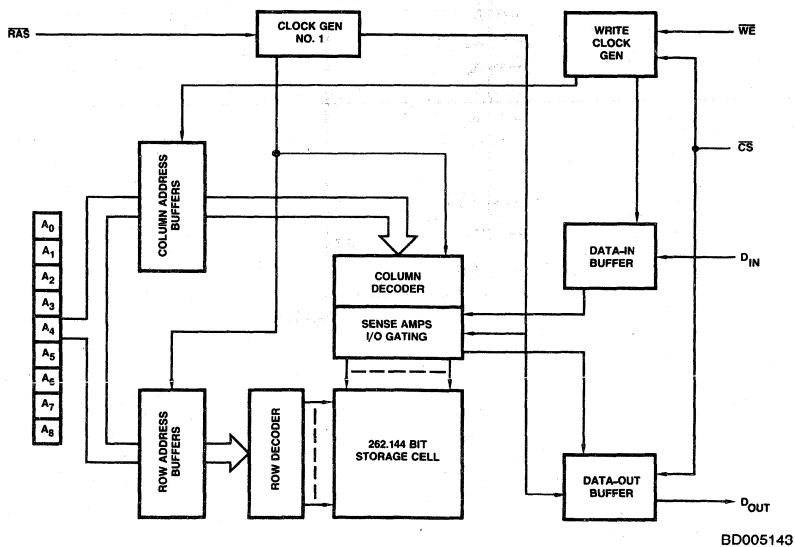 RAS
CLOCK GEN
NO. 1
WRITE
CLOCK
GEN
WE
CS
COLUMN ADDRESS
BUFFERS
A0
A1
A2
A3
A4
A5
A6
A7
A8
COLUMN
DECODER
SENSE AMPS
I/O GATING
DATA-IN
BUFFER
DIN
ROW ADDRESS
BUFFERS
ROW DECODER
262.144 BIT
STORAGE CELL
DATA-OUT
BUFFER
DOUT
BD005143